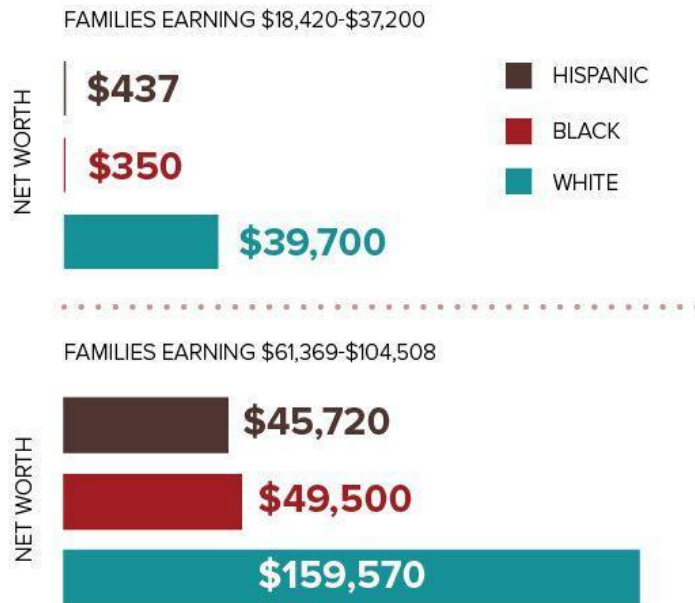 FAMILIES EARNING $18,420-$37,200
NET WORTH
$437
$350
$39,700
HISPANIC
BLACK
WHITE
FAMILIES EARNING $61,369-$104,508
NET WORTH
$45,720
$49,500
$159,570